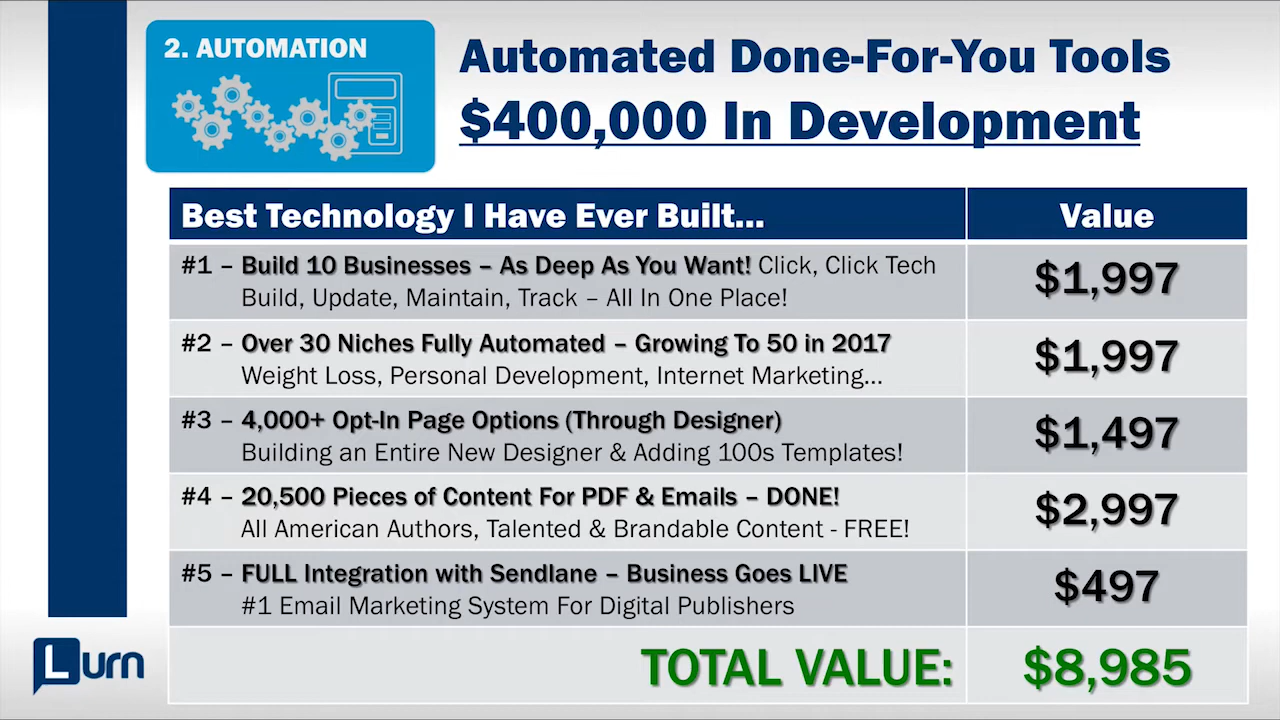 2. AUTOMATION
Automated Done-For-You Tools
$400,000 In Development
Best Technology I Have Ever Built... Value
#1 – Build 10 Businesses – As Deep As You Want! Click, Click Tech
Build, Update, Maintain, Track – All In One Place!
$1,997
#2 – Over 30 Niches Fully Automated – Growing To 50 in 2017
Weight Loss, Personal Development, Internet Marketing...
$1,997
#3 – 4,000+ Opt-In Page Options (Through Designer)
Building an Entire New Designer & Adding 100s Templates!
$1,497
#4 – 20,500 Pieces of Content For PDF & Emails – DONE!
All American Authors, Talented & Brandable Content - FREE!
$2,997
#5 – FULL Integration with Sendlane – Business Goes LIVE
#1 Email Marketing System For Digital Publishers
$497
TOTAL VALUE: $8,985
Lurn